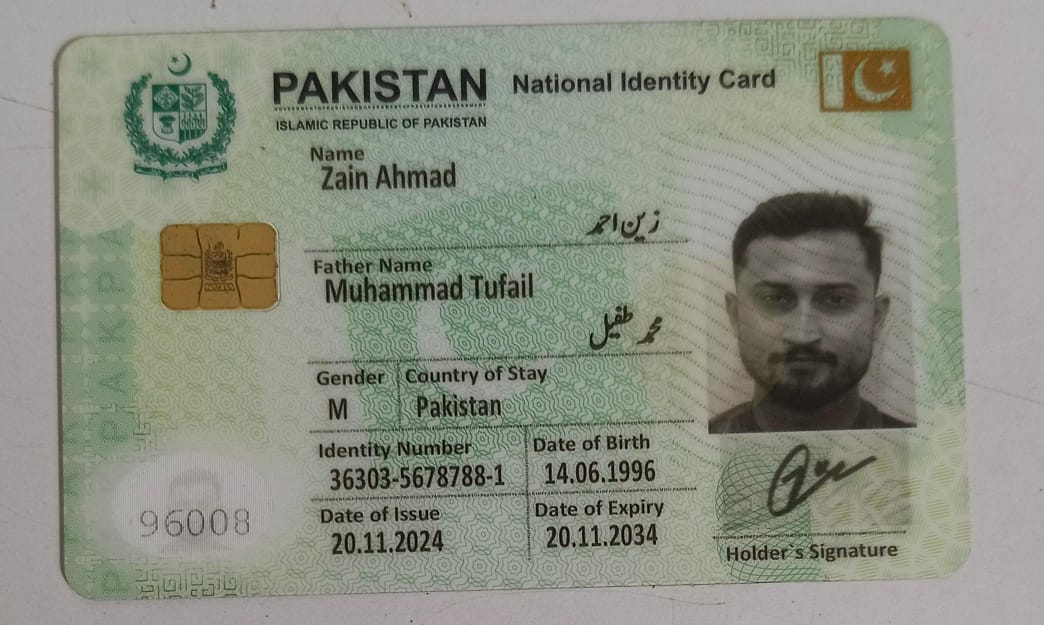 PAKISTAN National Identity Card
ISLAMIC REPUBLIC OF PAKISTAN
Name
Zain Ahmad
زین احمد
Father Name
Muhammad Tufail
محمد طفیل
Gender Country of Stay
M Pakistan
Identity Number Date of Birth
36303-5678788-1 14.06.1996
Date of Issue Date of Expiry
20.11.2024 20.11.2034
96008
Holder`s Signature
NADRA
PAKISTAN